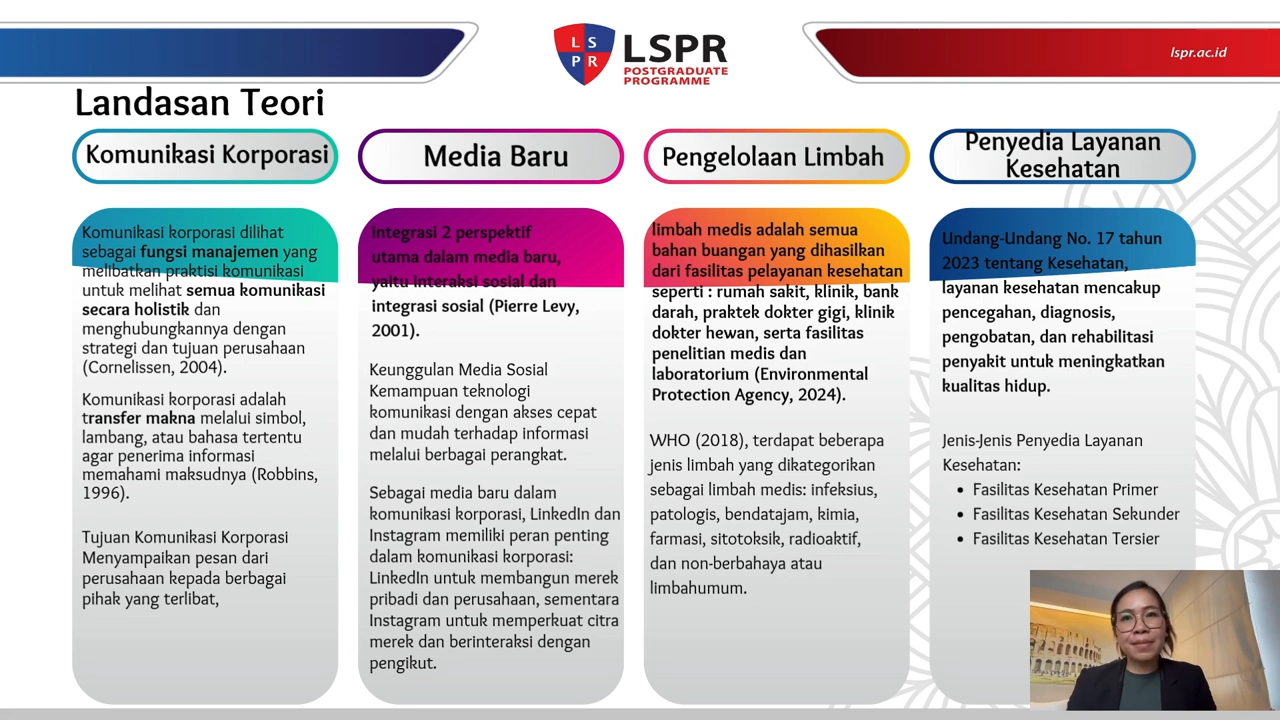 LSPR
LSPR
POSTGRADUATE
PROGRAMME
lspr.ac.id
Landasan Teori
Komunikasi Korporasi
Komunikasi korporasi dilihat
sebagai fungsi manajemen yang
melibatkan praktisi komunikasi
untuk melihat semua komunikasi
secara holistik dan
menghubungkannya dengan
strategi dan tujuan perusahaan
(Cornelissen, 2004).
Komunikasi korporasi adalah
transfer makna melalui simbol,
lambang, atau bahasa tertentu
agar penerima informasi
memahami maksudnya (Robbins,
1996).
Tujuan Komunikasi Korporasi
Menyampaikan pesan dari
perusahaan kepada berbagai
pihak yang terlibat,
Media Baru
integrasi 2 perspektif
utama dalam media baru,
yaitu interaksi sosial dan
integrasi sosial (Pierre Levy,
2001).
Keunggulan Media Sosial
Kemampuan teknologi
komunikasi dengan akses cepat
dan mudah terhadap informasi
melalui berbagai perangkat.
Sebagai media baru dalam
komunikasi korporasi, LinkedIn dan
Instagram memiliki peran penting
dalam komunikasi korporasi:
LinkedIn untuk membangun merek
pribadi dan perusahaan, sementara
Instagram untuk memperkuat citra
merek dan berinteraksi dengan
pengikut.
Pengelolaan Limbah
limbah medis adalah semua
bahan buangan yang dihasilkan
dari fasilitas pelayanan kesehatan
seperti : rumah sakit, klinik, bank
darah, praktek dokter gigi, klinik
dokter hewan, serta fasilitas
penelitian medis dan
laboratorium (Environmental
Protection Agency, 2024).
WHO (2018), terdapat beberapa
jenis limbah yang dikategorikan
sebagai limbah medis: infeksius,
patologis, bendatajam, kimia,
farmasi, sitotoksik, radioaktif,
dan non-berbahaya atau
limbahumum.
Penyedia Layanan
Kesehatan
Undang-Undang No. 17 tahun
2023 tentang Kesehatan,
layanan kesehatan mencakup
pencegahan, diagnosis,
pengobatan, dan rehabilitasi
penyakit untuk meningkatkan
kualitas hidup.
Jenis-Jenis Penyedia Layanan
Kesehatan:
• Fasilitas Kesehatan Primer
• Fasilitas Kesehatan Sekunder
• Fasilitas Kesehatan Tersier